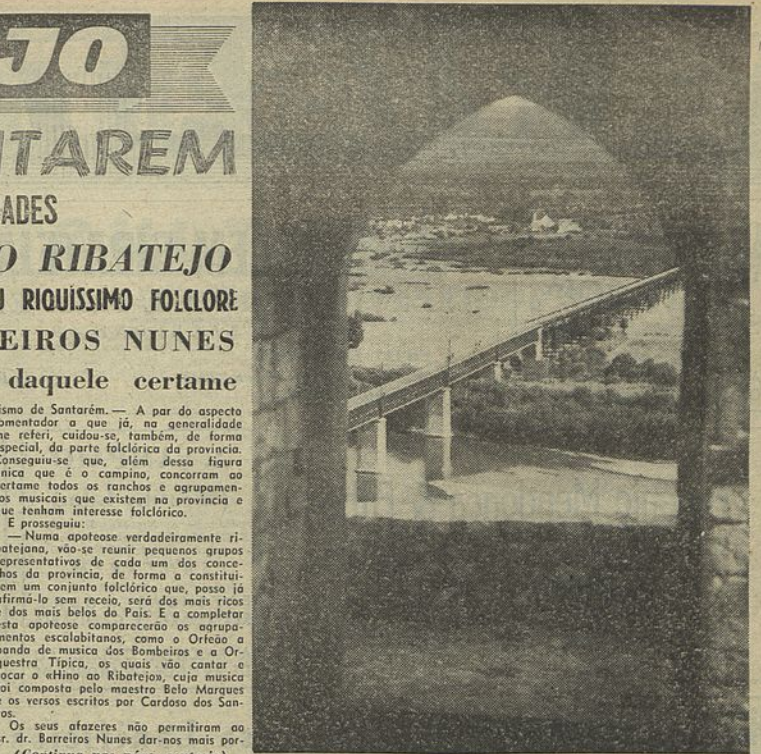 JO
TAREM
ADES
O RIBATEJO
RIQUÍSSIMO FOLCLORE
EIROS NUNES
daquele certame
ismo de Santarém. — A par do aspecto
omentador a que já, na generalidade
me referi, cuidou-se, também, de forma
special, da parte folclórica da província.
Conseguiu-se que, além dessa figura
nica que é o campino, concorram ao
ertame todos os ranchos e agrupamen-
os musicais que existem na província e
ue tenham interesse folclórico.
E prosseguiu:
— Numa apoteose verdadeiramente ri-
batejana, vão-se reunir pequenos grupos
epresentativos de cada um dos conce-
hos da província, de forma a constitui-
em um conjunto folclórico que, posso já
afirmá-lo sem receio, será dos mais ricos
e dos mais belos do País. E a completar
esta apoteose comparecerão os agrupa-
mentos escalabitanos, como o Orfeão a
banda de musica dos Bombeiros e a Or-
questra Típica, os quais vão cantar e
ocar o «Hino ao Ribatejo», cuja musica
oi composta pelo maestro Belo Marques
e os versos escritos por Cardoso dos San-
os.
Os seus afazeres não permitiram ao
sr. dr. Barreiros Nunes dar-nos mais por-